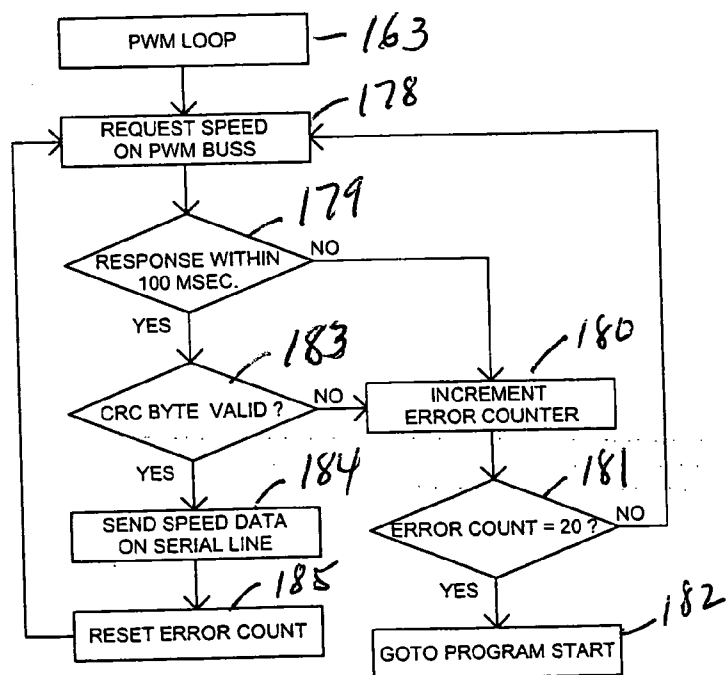 PWM LOOP
163
178
REQUEST SPEED
ON PWM BUSS
179
RESPONSE WITHIN
100 MSEC.
NO
YES
183
180
CRC BYTE VALID ?
NO
INCREMENT
ERROR COUNTER
YES
184
181
SEND SPEED DATA
ON SERIAL LINE
ERROR COUNT = 20 ?
NO
185
YES
182
RESET ERROR COUNT
GOTO PROGRAM START